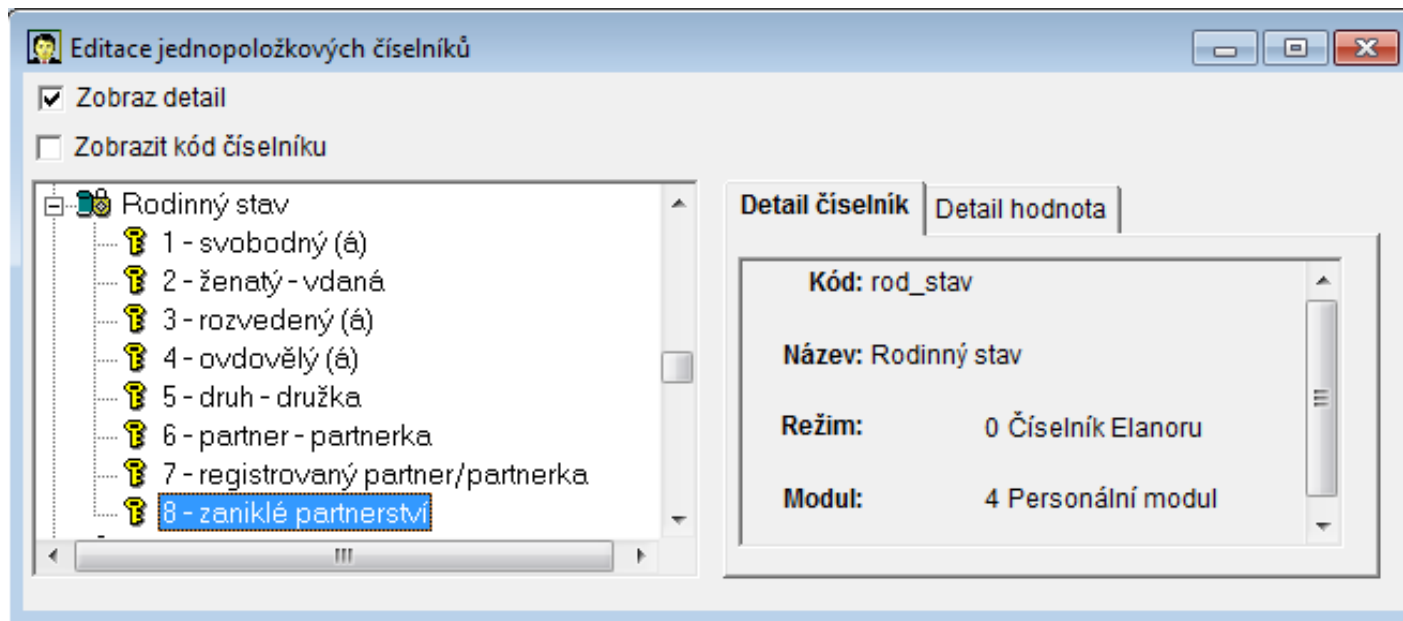 Editace jednopoložkových číselníků
Zobraz detail
Zobrazit kód číselníku
Rodinný stav
1 - svobodný (á)
2 - ženatý - vdaná
3 - rozvedený (á)
4 - ovdovělý (á)
5 - druh - družka
6 - partner - partnerka
7 - registrovaný partner/partnerka
8 - zaniklé partnerství
Detail číselník Detail hodnota
Kód: rod_stav
Název: Rodinný stav
Režim: 0 Číselník Elanoru
Modul: 4 Personální modul